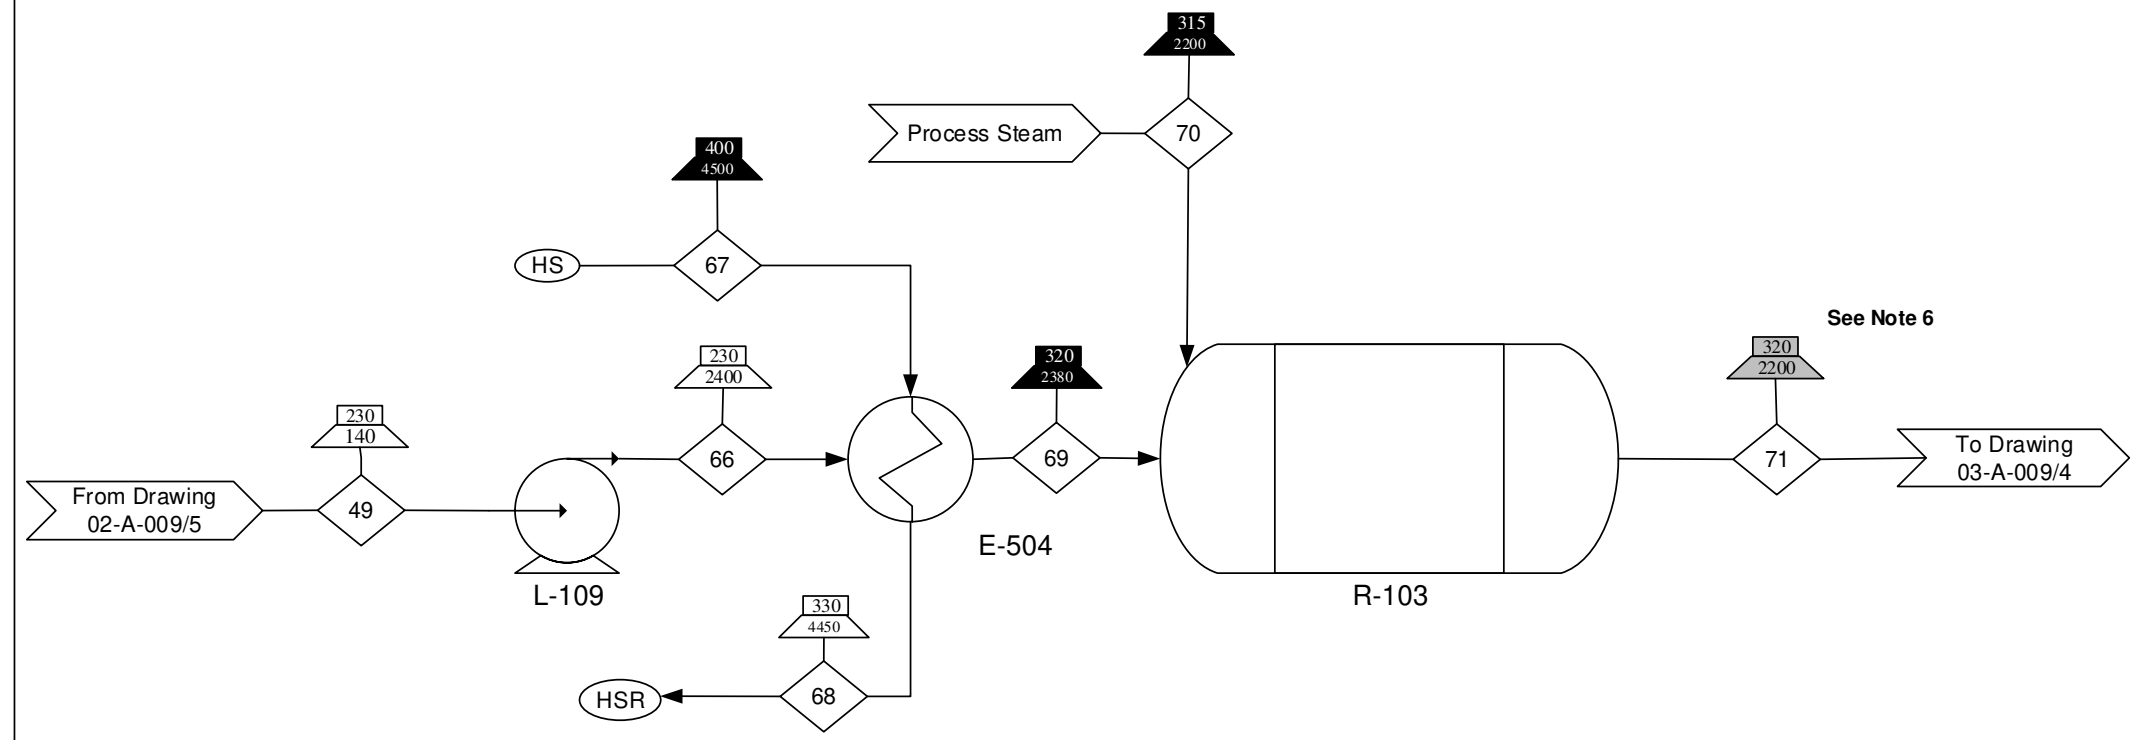 315
2200
Process Steam
70
400
4500
HS
67
See Note 6
230
2400
320
2380
320
2200
230
140
66
69
71
To Drawing
03-A-009/4
From Drawing
02-A-009/5
49
E-504
L-109
R-103
330
4450
HSR
68